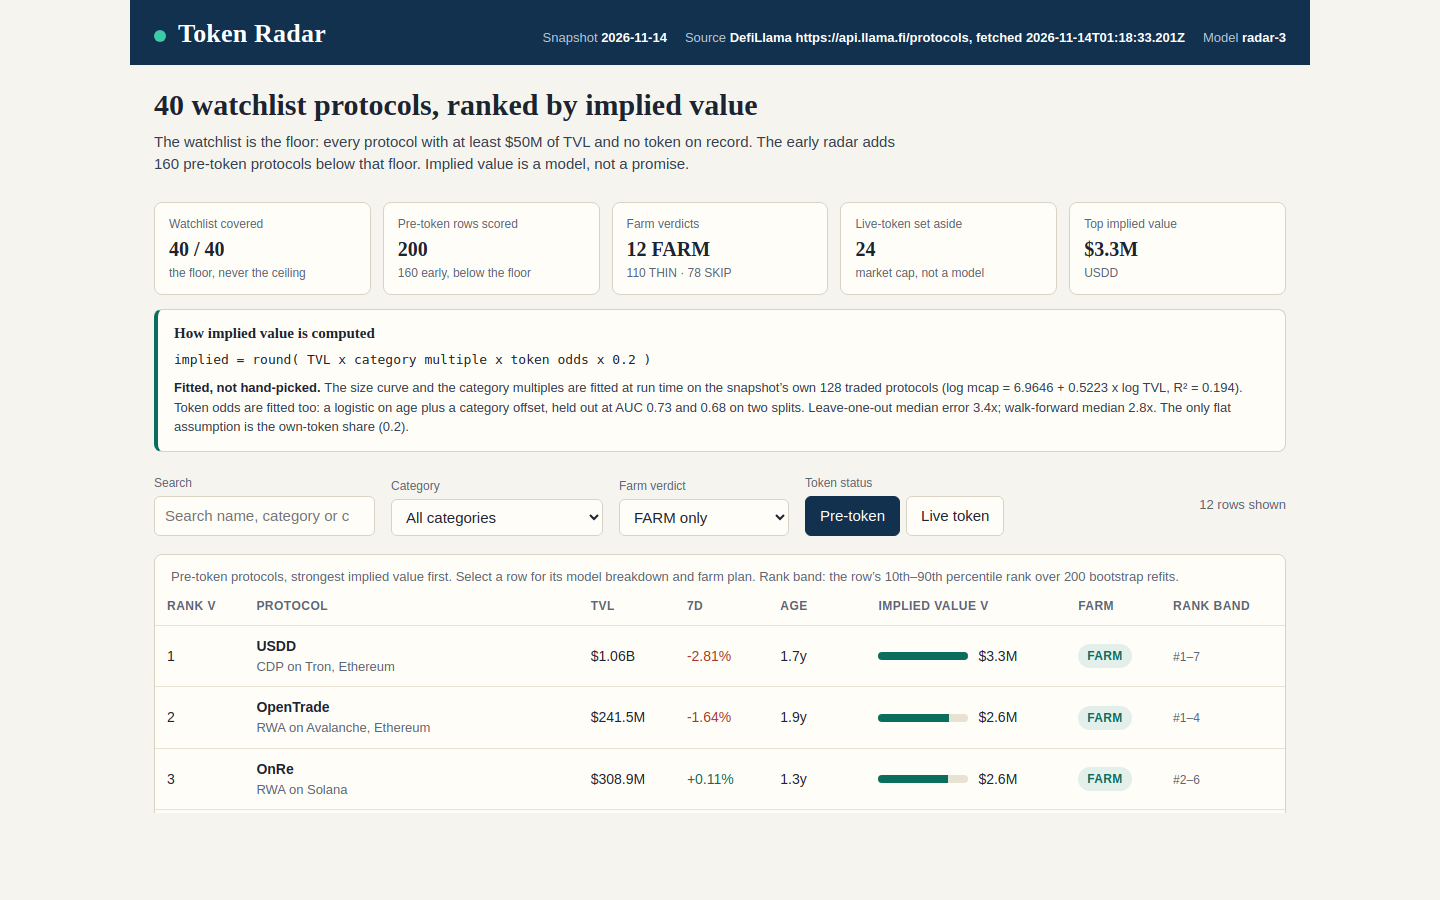 Token Radar
Snapshot 2026-11-14 Source DefiLlama https://api.llama.fi/protocols, fetched 2026-11-14T01:18:33.201Z Model radar-3
40 watchlist protocols, ranked by implied value
The watchlist is the floor: every protocol with at least $50M of TVL and no token on record. The early radar adds
160 pre-token protocols below that floor. Implied value is a model, not a promise.
Watchlist covered
40 / 40
the floor, never the ceiling
Pre-token rows scored
200
160 early, below the floor
Farm verdicts
12 FARM
110 THIN · 78 SKIP
Live-token set aside
24
market cap, not a model
Top implied value
$3.3M
USDD
How implied value is computed
implied = round( TVL x category multiple x token odds x 0.2 )
Fitted, not hand-picked. The size curve and the category multiples are fitted at run time on the snapshot’s own 128 traded protocols (log mcap = 6.9646 + 0.5223 x log TVL, R² = 0.194).
Token odds are fitted too: a logistic on age plus a category offset, held out at AUC 0.73 and 0.68 on two splits. Leave-one-out median error 3.4x; walk-forward median 2.8x. The only flat
assumption is the own-token share (0.2).
Search
Search name, category or c
Category
All categories
Farm verdict
FARM only
Token status
Pre-token Live token
12 rows shown
Pre-token protocols, strongest implied value first. Select a row for its model breakdown and farm plan. Rank band: the row’s 10th–90th percentile rank over 200 bootstrap refits.
RANK V PROTOCOL TVL 7D AGE IMPLIED VALUE V FARM RANK BAND
1 USDD $1.06B -2.81% 1.7y $3.3M FARM #1–7
CDP on Tron, Ethereum
2 OpenTrade $241.5M -1.64% 1.9y $2.6M FARM #1–4
RWA on Avalanche, Ethereum
3 OnRe $308.9M +0.11% 1.3y $2.6M FARM #2–6
RWA on Solana